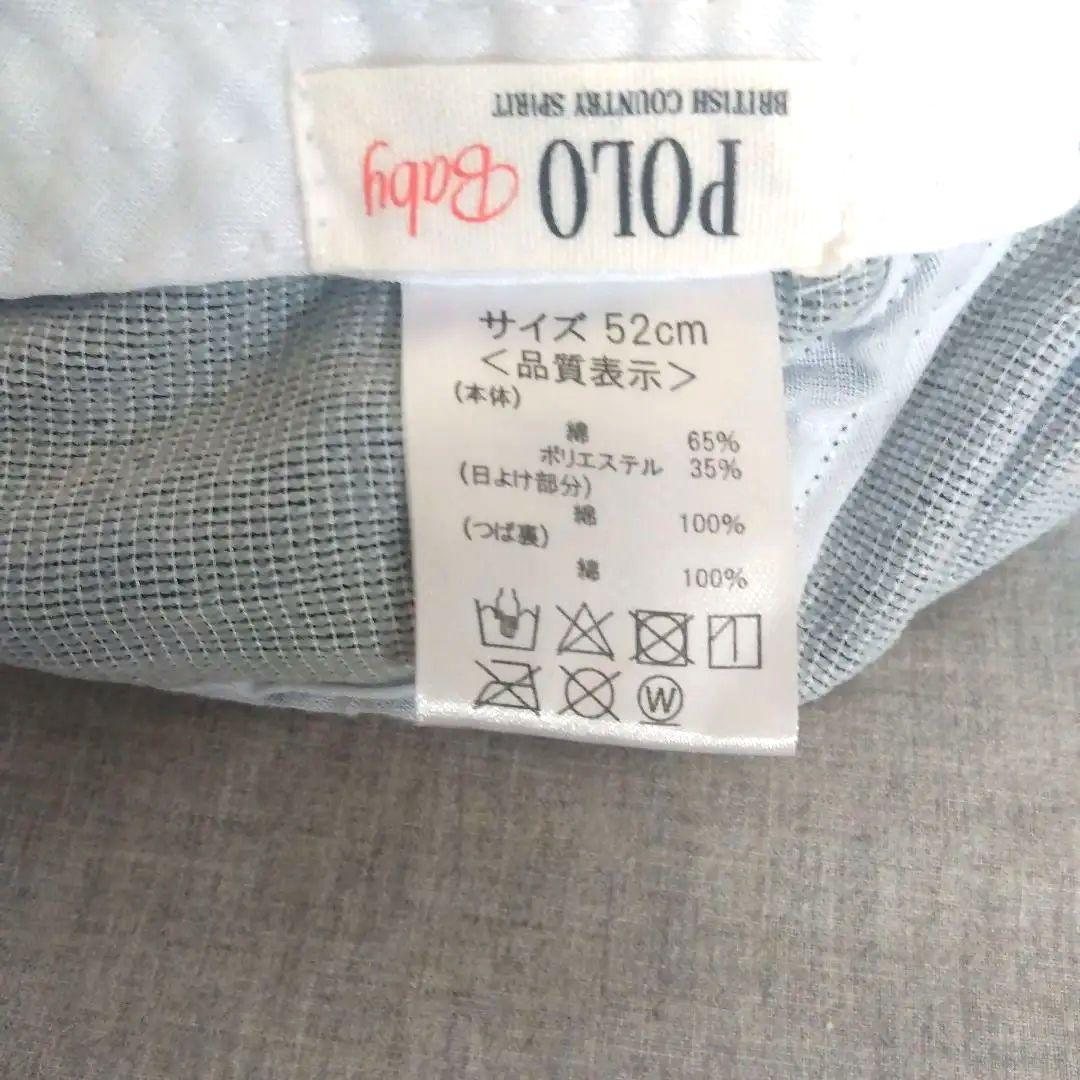 POLO Baby
BRITISH COUNTRY SPIRIT
サイズ 52cm
＜品質表示＞
(本体)
綿 65%
ポリエステル 35%
(日よけ部分)
綿 100%
(つば裏)
綿 100%
W